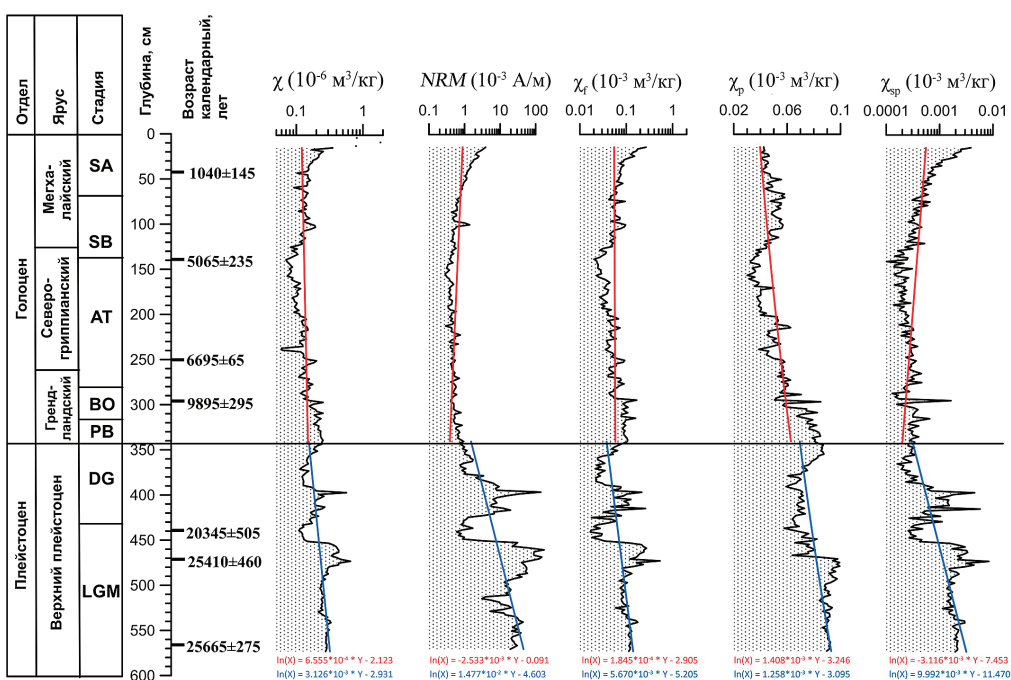 Отдел
Ярус
Стадия
Глубина, см
Возраст
календарный,
лет
χ (10⁻⁶ м³/кг)
NRM (10⁻³ А/м)
χf (10⁻³ м³/кг)
χp (10⁻³ м³/кг)
χsp (10⁻³ м³/кг)
0.1 1
0.1 1 10 100
0.01 0.1 1
0.02 0.06 0.1
0.0001 0.001 0.01
Голоцен
Плейстоцен
Мегха-
лайский
Северо-
гриппианский
Гренд-
ландский
Верхний плейстоцен
SA
SB
AT
BO
PB
DG
LGM
0
50
100
150
200
250
300
350
400
450
500
550
600
1040±145
5065±235
6695±65
9895±295
20345±505
25410±460
25665±275
ln(X) = 6.555*10⁻⁴ * Y - 2.123
ln(X) = 3.126*10⁻³ * Y - 2.931
ln(X) = -2.533*10⁻³ * Y - 0.091
ln(X) = 1.477*10⁻² * Y - 4.603
ln(X) = 1.845*10⁻⁴ * Y - 2.905
ln(X) = 5.670*10⁻³ * Y - 5.205
ln(X) = 1.408*10⁻³ * Y - 3.246
ln(X) = 1.258*10⁻³ * Y - 3.095
ln(X) = -3.116*10⁻³ * Y - 7.453
ln(X) = 9.992*10⁻³ * Y - 11.470